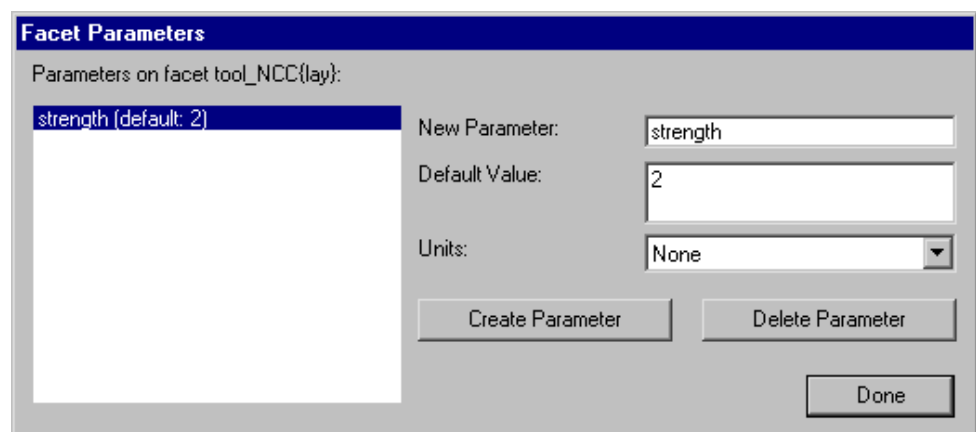 Facet Parameters
Parameters on facet tool_NCC{lay}:
strength (default: 2)
New Parameter:
strength
Default Value:
2
Units:
None
Create Parameter
Delete Parameter
Done